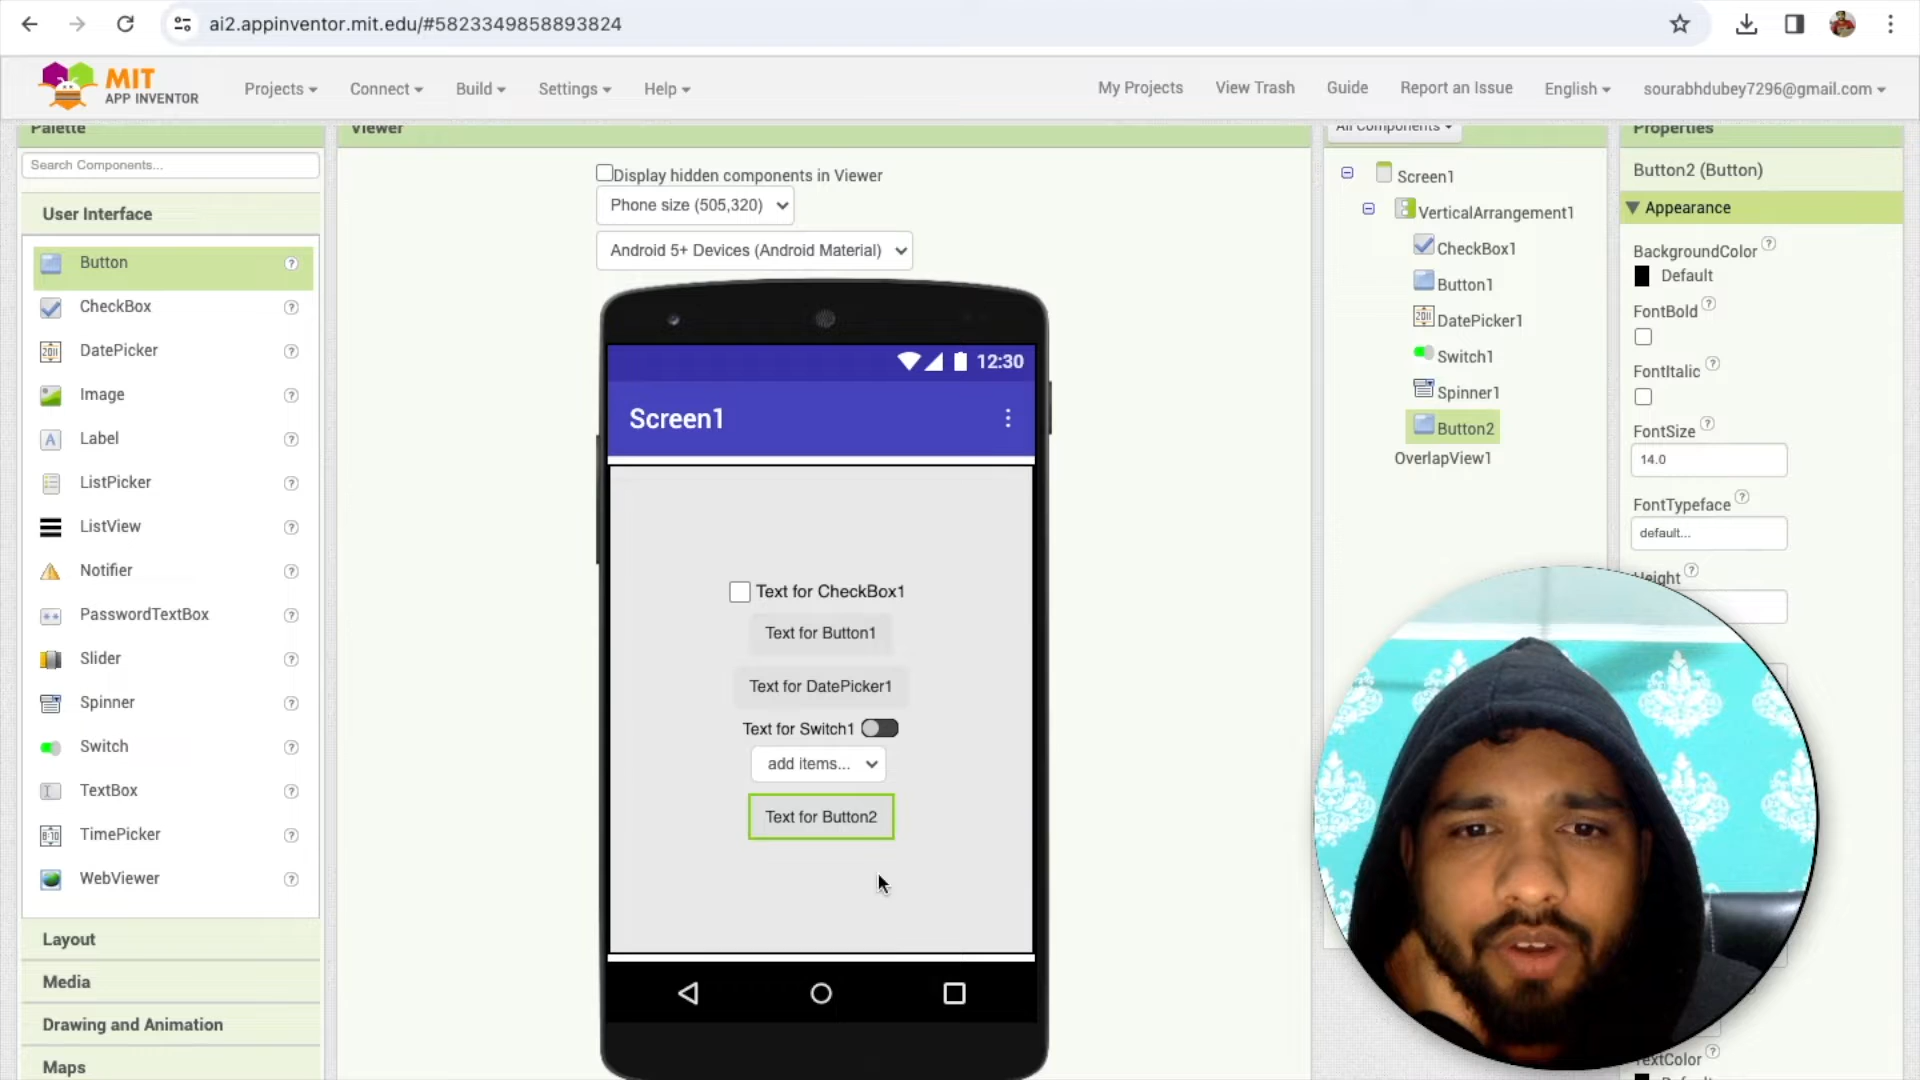 ai2.appinventor.mit.edu/#5823349858893824
MIT
APP INVENTOR
Projects
Connect
Build
Settings
Help
My Projects
View Trash
Guide
Report an Issue
English
sourabhdubey7296@gmail.com
Palette
Viewer
All Components
Properties
Search Components...
User Interface
Button
CheckBox
DatePicker
Image
Label
ListPicker
ListView
Notifier
PasswordTextBox
Slider
Spinner
Switch
TextBox
TimePicker
WebViewer
Layout
Media
Drawing and Animation
Maps
Display hidden components in Viewer
Phone size (505,320)
Android 5+ Devices (Android Material)
12:30
Screen1
Text for CheckBox1
Text for Button1
Text for DatePicker1
Text for Switch1
add items...
Text for Button2
Screen1
VerticalArrangement1
CheckBox1
Button1
DatePicker1
Switch1
Spinner1
Button2
OverlapView1
Button2 (Button)
Appearance
BackgroundColor
Default
FontBold
FontItalic
FontSize
14.0
FontTypeface
default...
Height
TextColor